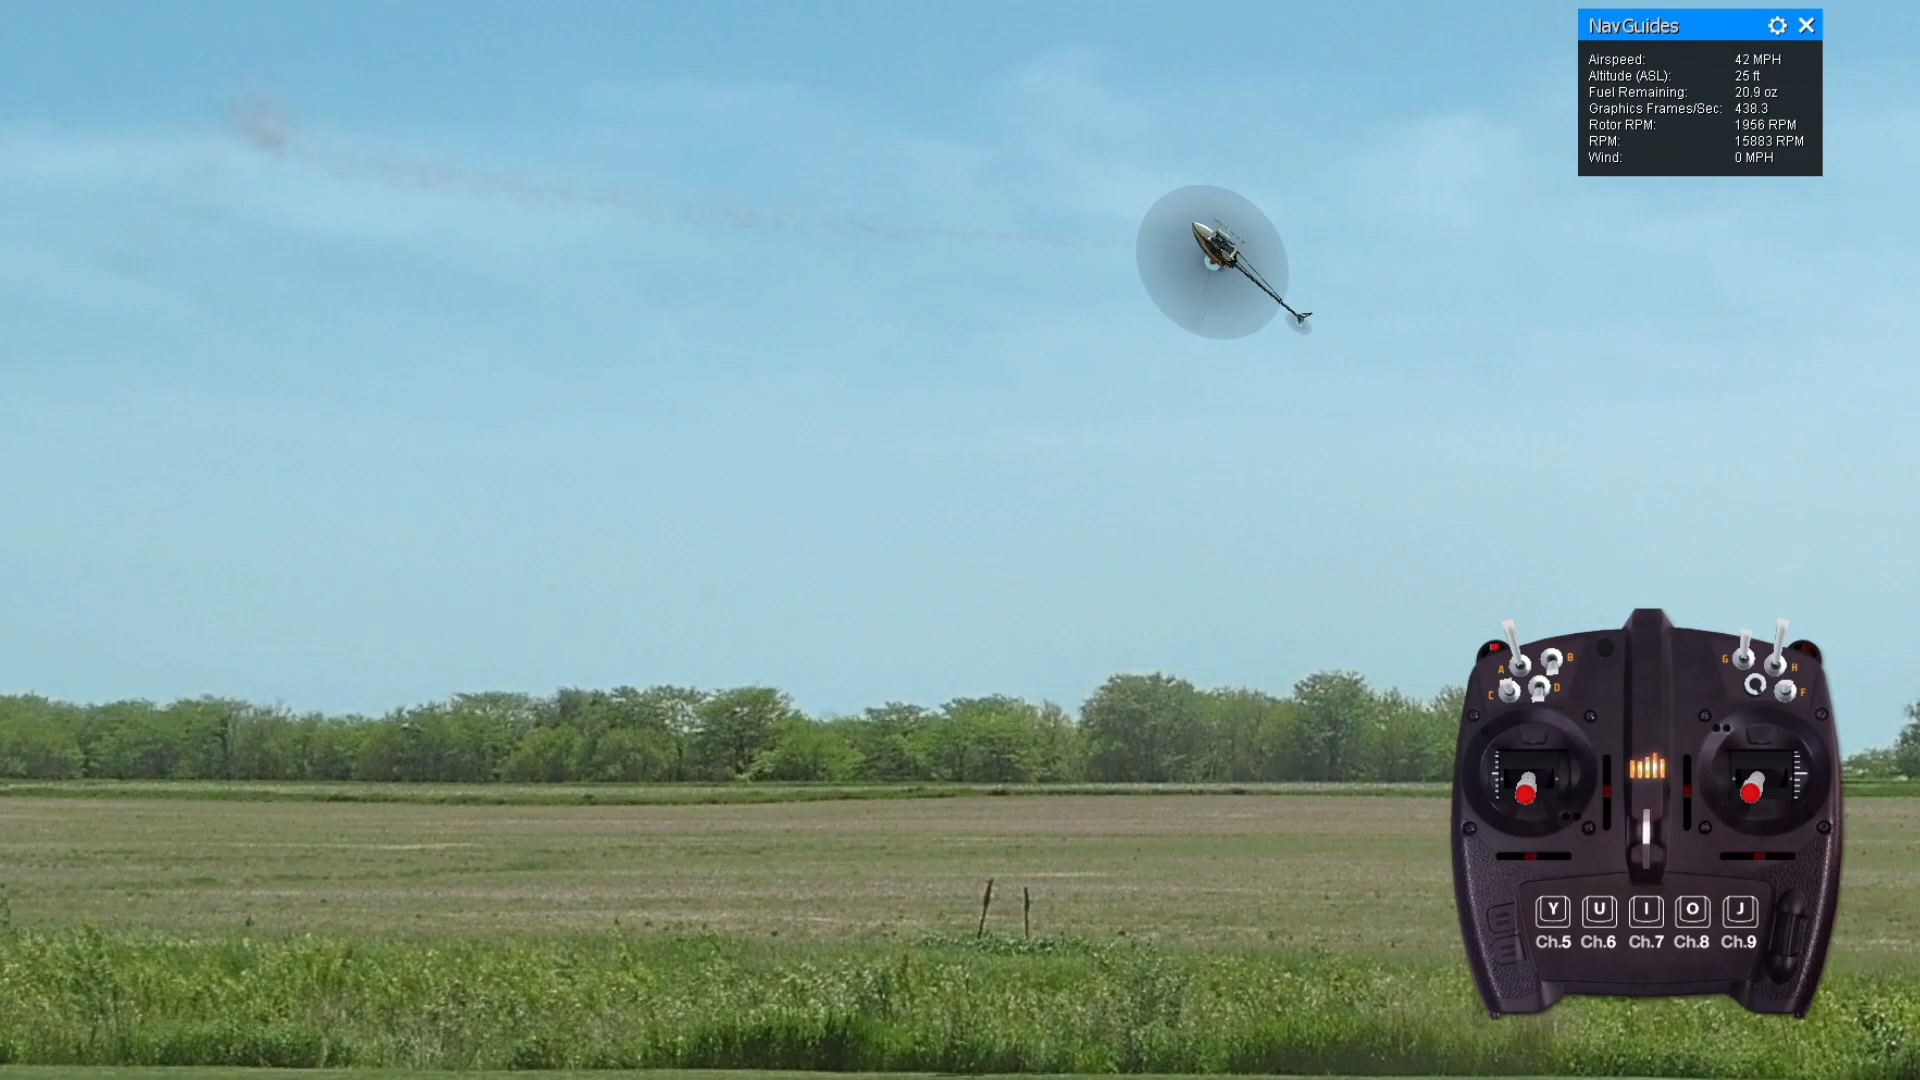 NavGuides
Airspeed: 42 MPH
Altitude (ASL): 25 ft
Fuel Remaining: 20.9 oz
Graphics Frames/Sec: 438.3
Rotor RPM: 1956 RPM
RPM: 15883 RPM
Wind: 0 MPH
A B G H
C D F
Y U I O J
Ch.5 Ch.6 Ch.7 Ch.8 Ch.9